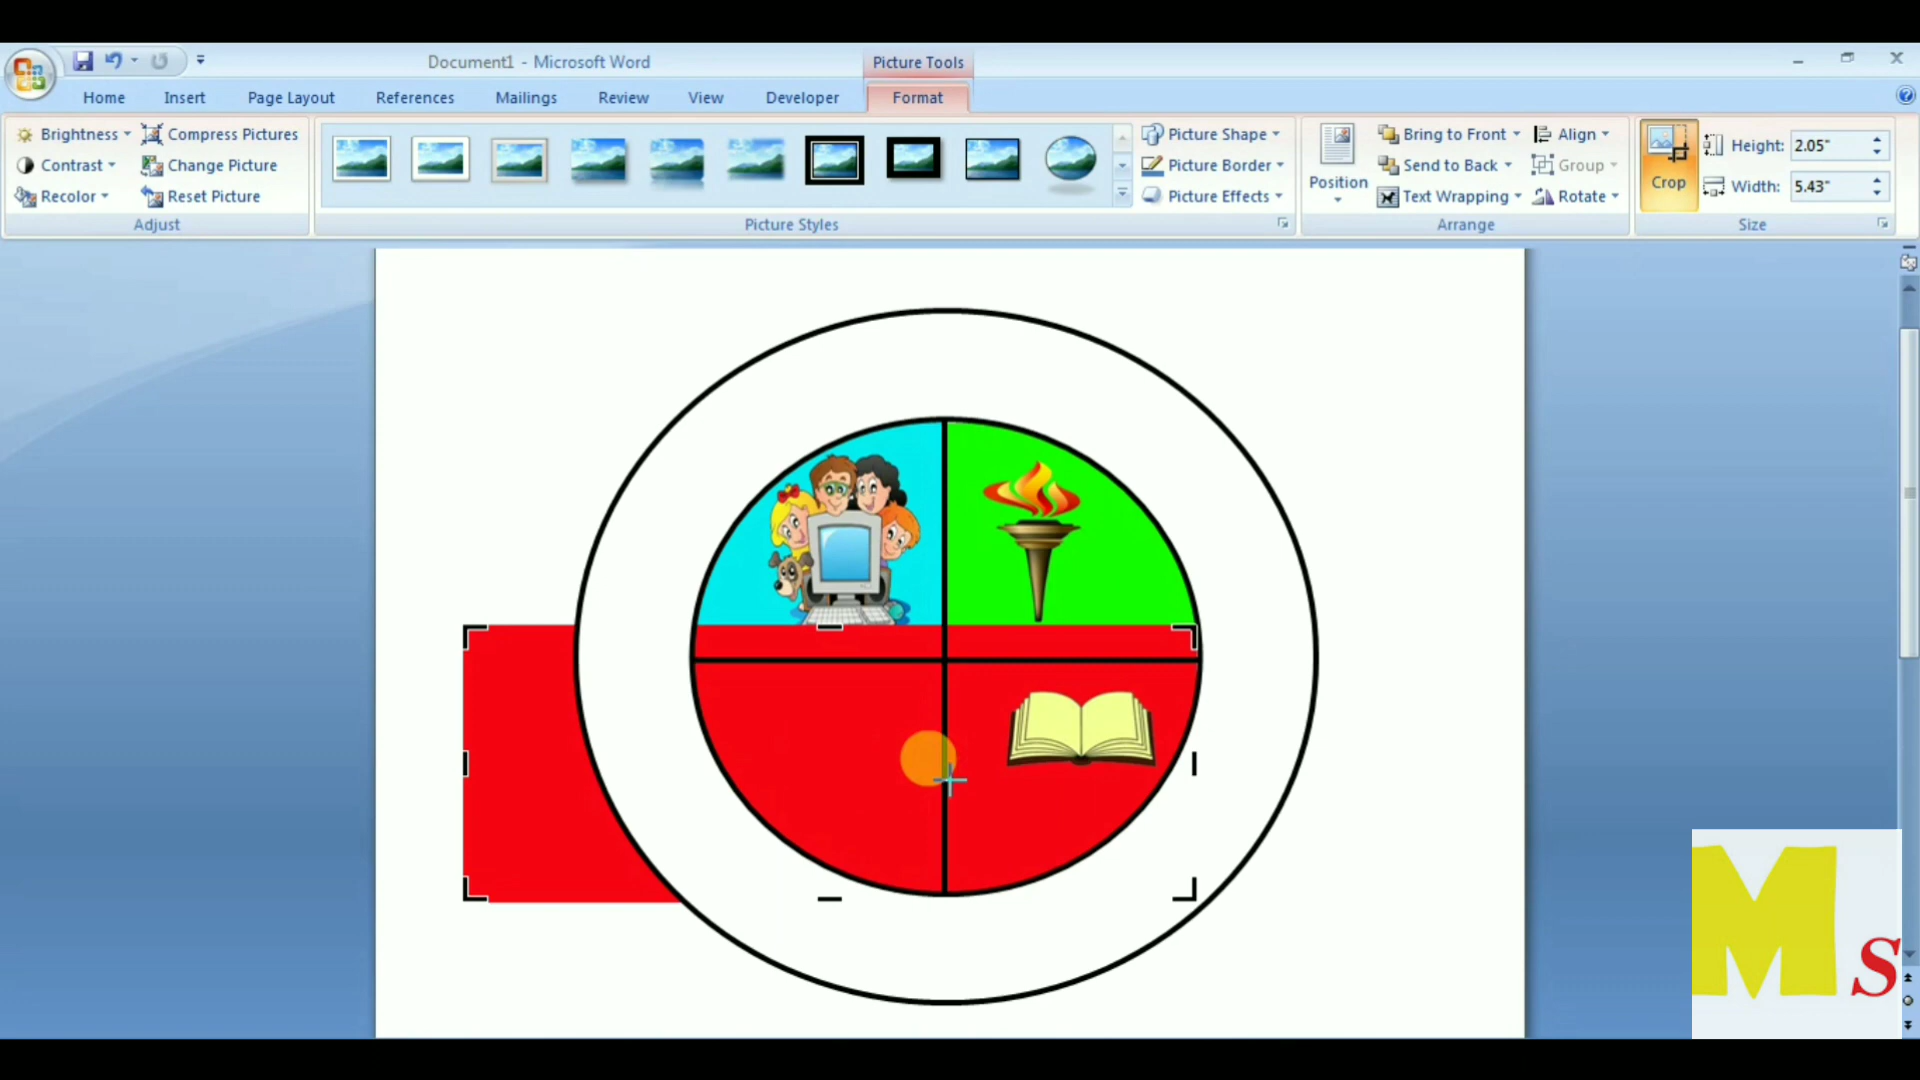 Document1 - Microsoft Word
Picture Tools
Home Insert Page Layout References Mailings Review View Developer Format
Brightness Compress Pictures
Contrast Change Picture
Recolor Reset Picture
Adjust
Picture Styles
Picture Shape
Picture Border
Picture Effects
Position
Bring to Front Align
Send to Back Group
Text Wrapping Rotate
Arrange
Crop
Height: 2.05"
Width: 5.43"
Size
M s